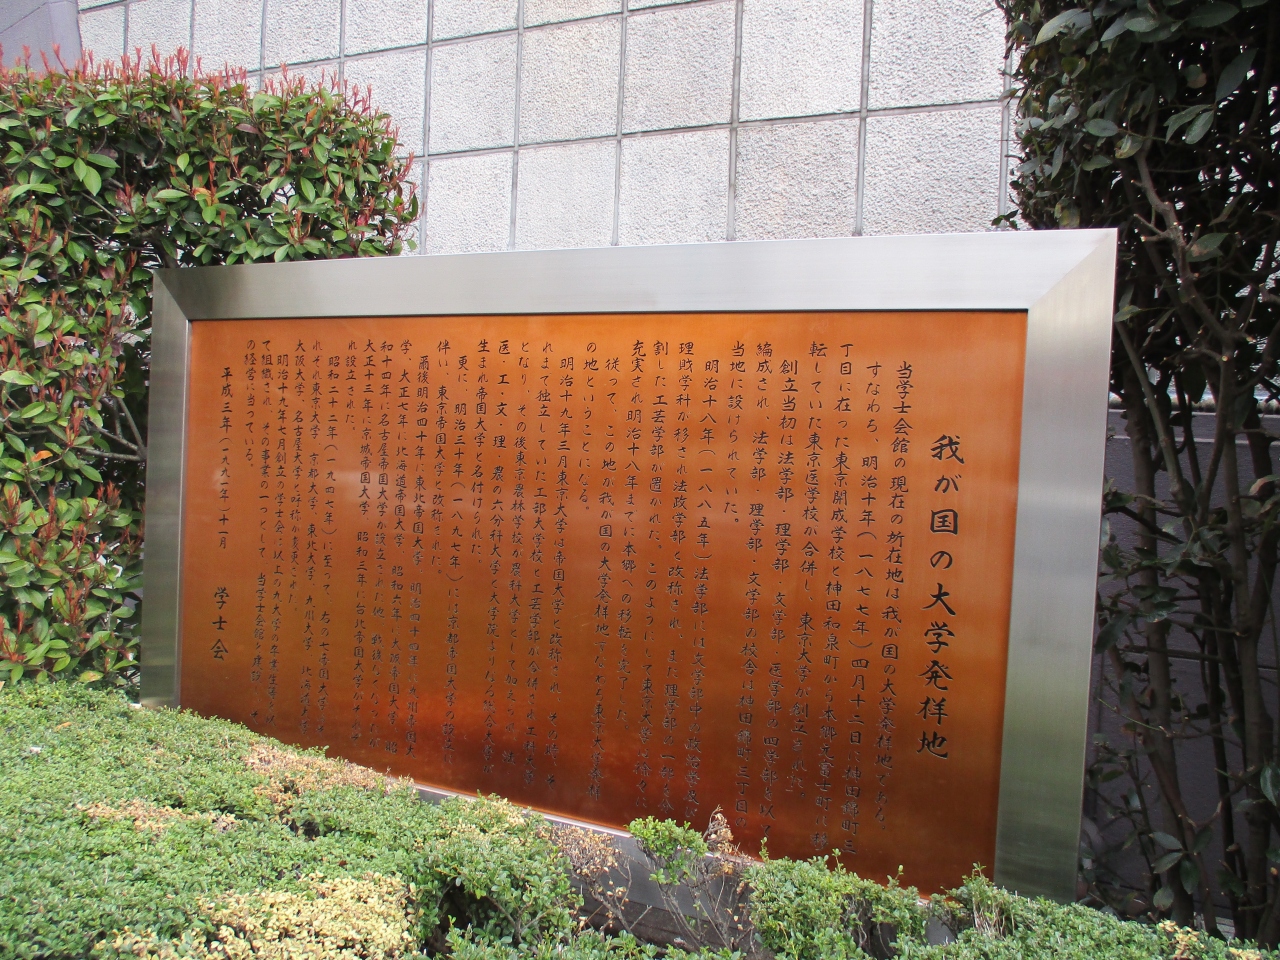 我が国の大学発祥地
当学士会館の現在の所在地は我が国の大学発祥地である。
すなわち、明治十年(一八七七年)四月十二日に神田錦町三
丁目に在った東京開成学校と神田和泉町から本郷元富士町に移
転していた東京医学校が合併し、東京大学が創立された。
創立当初は法学部・理学部・文学部・医学部の四学部を以て
編成され、法学部・理学部・文学部の校舎は神田錦町三丁目の
当地に設けられていた。
明治十八年(一八八五年)法学部には文学部中の政治学及び
理財学科が移され法政学部と改称され、また理学部の一部を分
割した工芸学部が置かれた。このようにして東京大学は徐々に
充実され明治十八年までに本郷への移転を完了した。
従って、この地が我が国の大学発祥地すなわち東京大学発祥
の地ということになる。
明治十九年三月東京大学は帝国大学と改称され、その時、そ
れまで独立していた工部大学校と工芸学部が合併され工科大学
となり、その後東京農林学校が農科大学として加えられ、法・
医・工・文・理・農の六分科大学と大学院よりなる総合大学が
生まれ帝国大学と名付けられた。
更に、明治三十年(一八九七年)には京都帝国大学の設立に
伴い、東京帝国大学と改称された。
爾後明治四十年に東北帝国大学、明治四十四年に九州帝国大
学、大正七年に北海道帝国大学、昭和六年に大阪帝国大学、昭
和十四年に名古屋帝国大学が設立され
大正十三年に京城帝国大学、昭和三年に台北帝国大学が
れ設立された。
昭和二十二年(一九四七年)に至って、右の七帝国大学は
れぞれ東京大学、京都大学、東北大学、九州大学、北海道大学
大阪大学、名古屋大学と呼称が変更された。
明治十九年七月創立の学士会は以上の九大学の卒業生等
て組織され、その事業の一つとして、当学士会館を建設し、そ
の経営に当っている。
平成三年(一九九一年)十一月 学士会